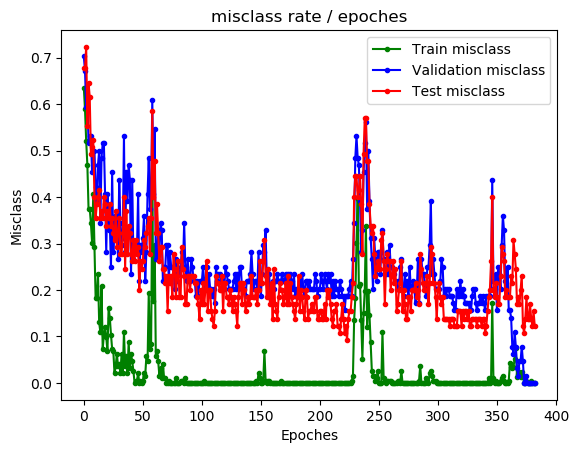 misclass rate / epoches
Train misclass
Validation misclass
Test misclass
Misclass
0.7
0.6
0.5
0.4
0.3
0.2
0.1
0.0
0 50 100 150 200 250 300 350 400
Epoches